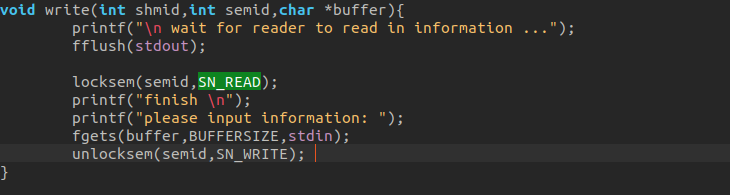 void write(int shmid,int semid,char *buffer){
        printf("\n wait for reader to read in information ...");
        fflush(stdout);

        locksem(semid,SN_READ);
        printf("finish \n");
        printf("please input information: ");
        fgets(buffer,BUFFERSIZE,stdin);
        unlocksem(semid,SN_WRITE);
}